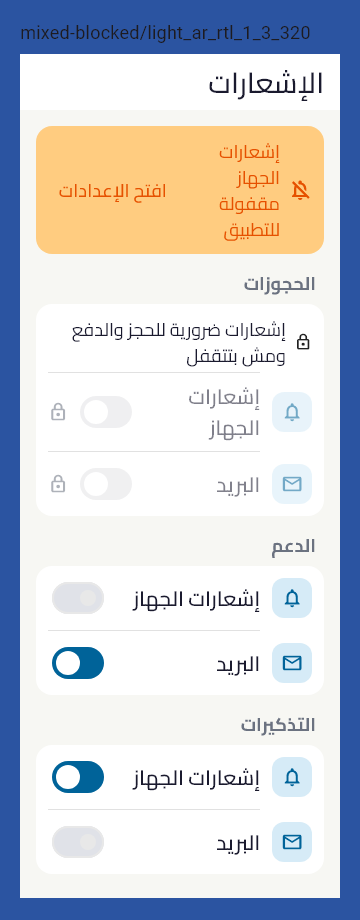 mixed-blocked/light_ar_rtl_1_3_320
الإشعارات
إشعارات
الجهاز
مقفولة
للتطبيق
افتح الإعدادات
الحجوزات
إشعارات ضرورية للحجز والدفع
ومش بتتقفل
إشعارات
الجهاز
البريد
الدعم
إشعارات الجهاز
البريد
التذكيرات
إشعارات الجهاز
البريد